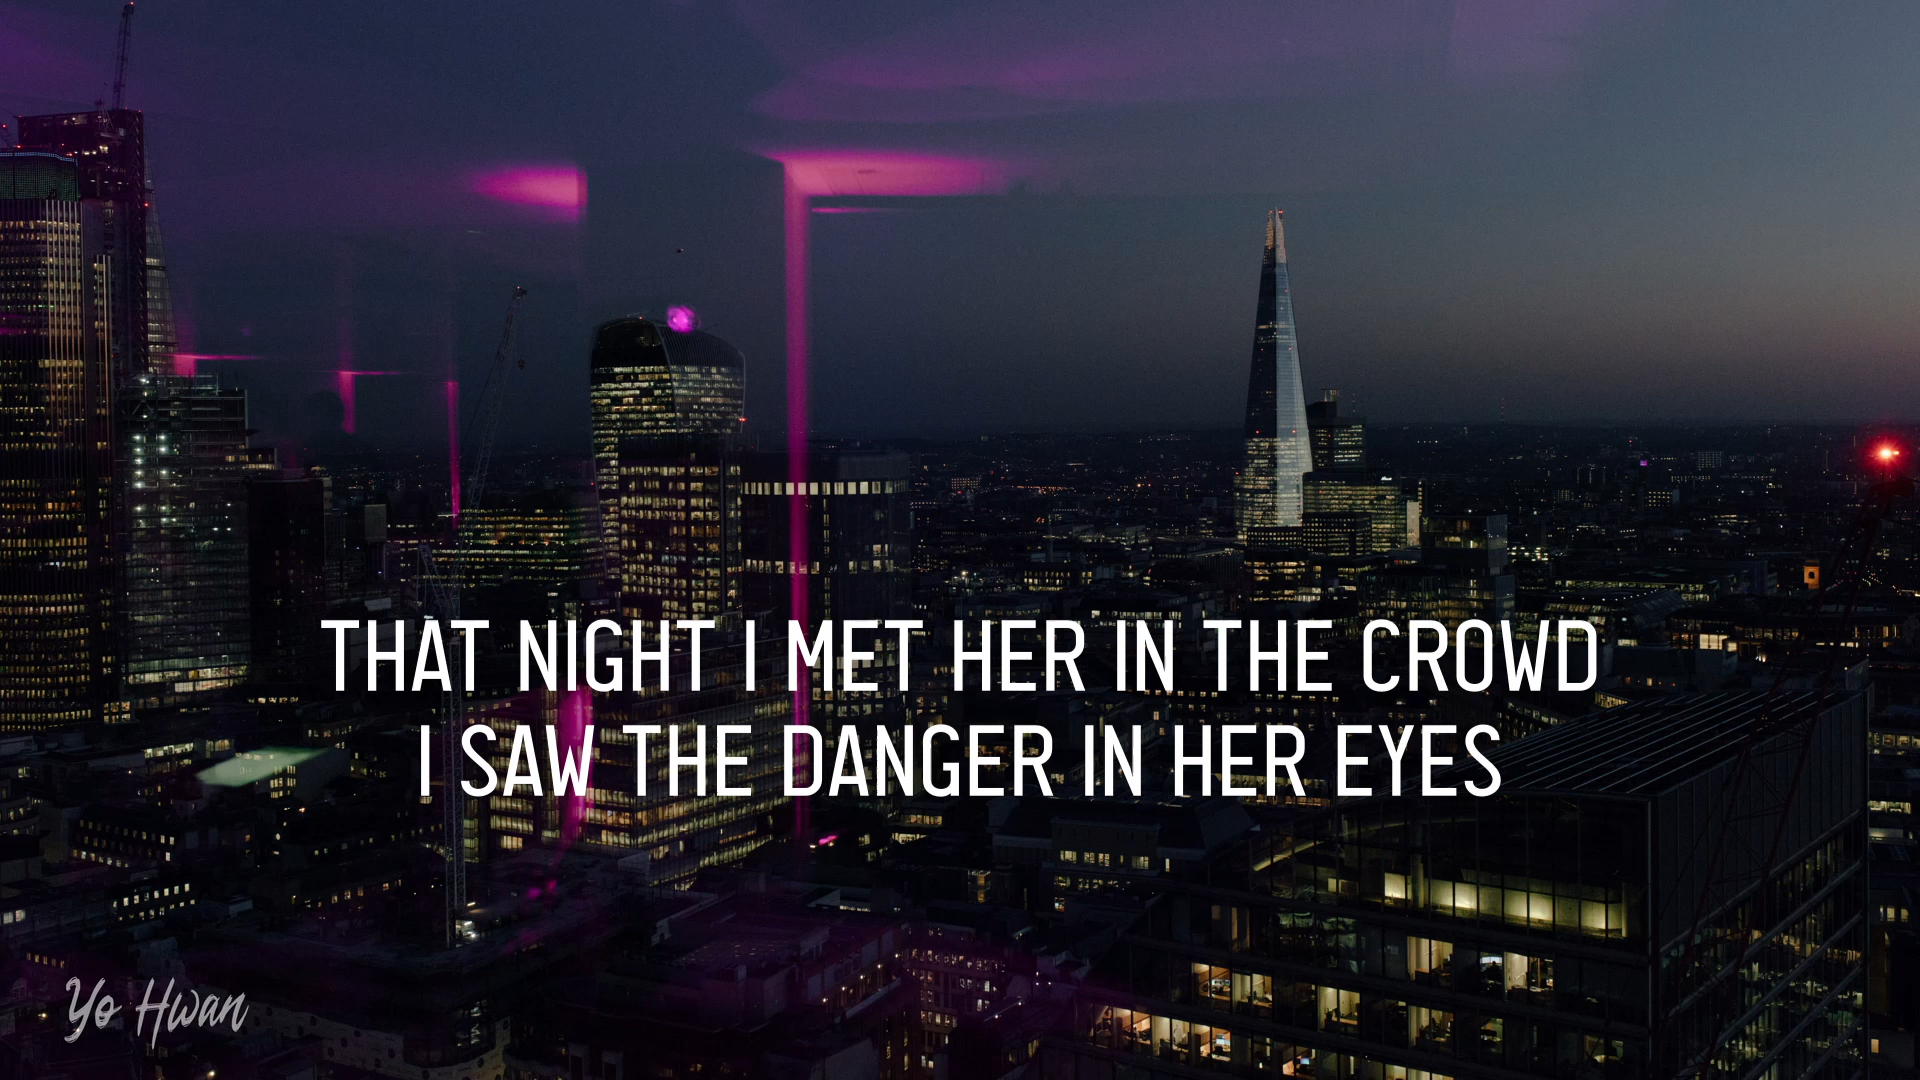 THAT NIGHT I MET HER IN THE CROWD
I SAW THE DANGER IN HER EYES
Yo Hwan